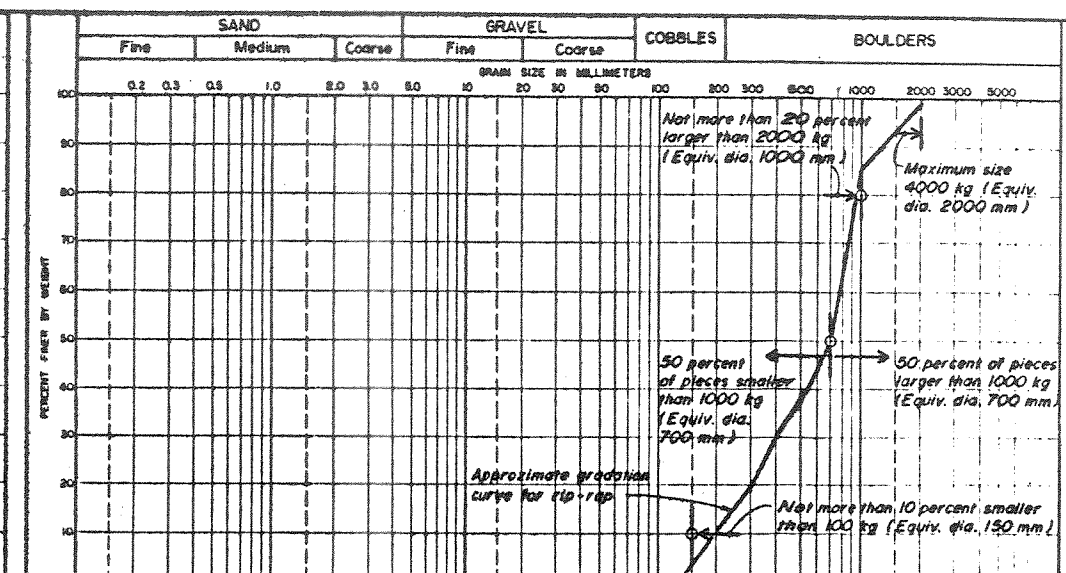 SAND GRAVEL COBBLES BOULDERS
Fine Medium Coarse Fine Coarse
GRAIN SIZE IN MILLIMETERS
0.2 0.3 0.5 1.0 2.0 3.0 5.0 10 20 30 50 100 200 300 500 1000 2000 3000 5000
PERCENT FINER BY WEIGHT
100
90
80
70
60
50
40
30
20
10
Not more than 20 percent
larger than 2000 kg
(Equiv. dia. 1000 mm)
Maximum size
4000 kg (Equiv.
dia. 2000 mm)
50 percent
of pieces smaller
than 1000 kg
(Equiv. dia.
700 mm)
50 percent of pieces
larger than 1000 kg
(Equiv. dia. 700 mm)
Approximate gradation
curve for rip-rap
Not more than 10 percent smaller
than 100 kg (Equiv. dia. 150 mm)